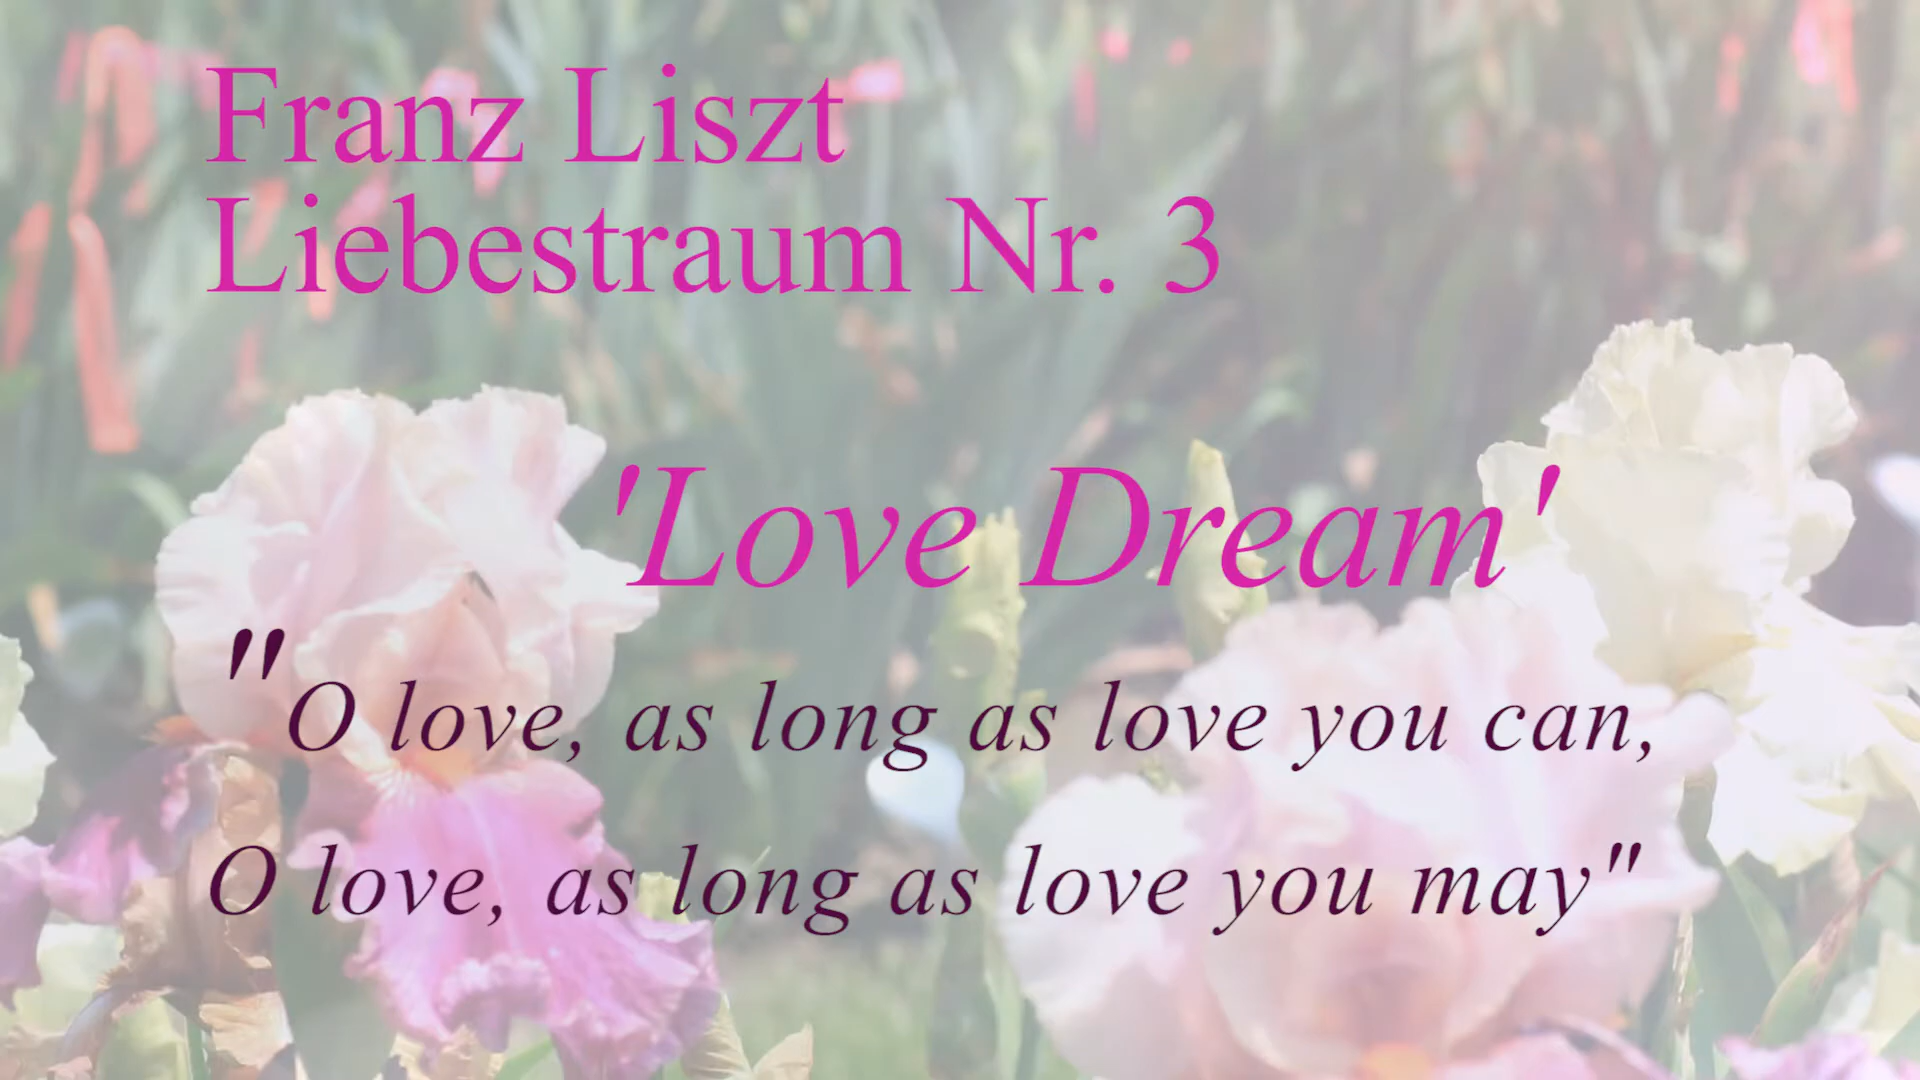 Franz Liszt
Liebestraum Nr. 3
'Love Dream'
"O love, as long as love you can,
O love, as long as love you may"